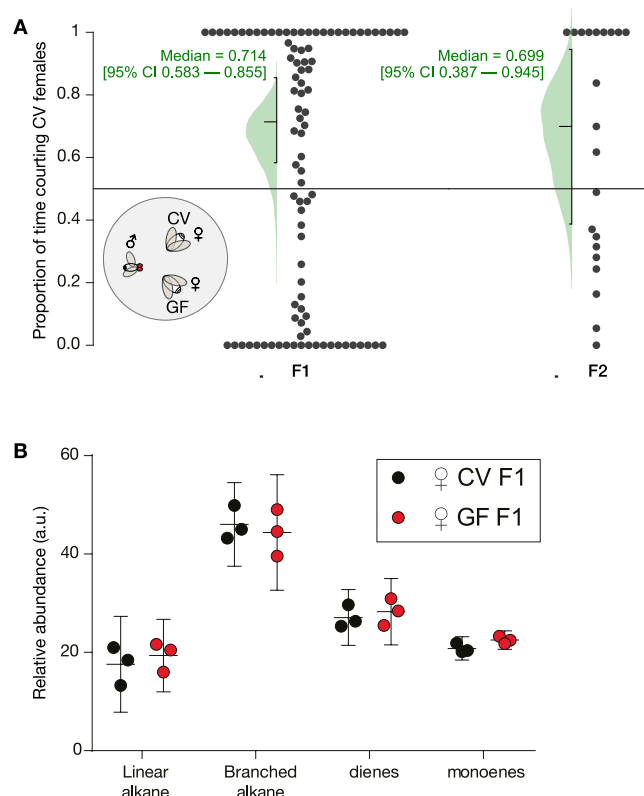 A
Proportion of time counting CV females
1
0.8
0.6
0.4
0.2
0.0
Median = 0.714
[95% CI 0.583 — 0.855]
Median = 0.699
[95% CI 0.387 — 0.945]
CV
♂
♀
♀
GF
- F1
- F2
B
Relative abundance (a.u.)
60
40
20
0
♀ CV F1
♀ GF F1
Linear
alkane
Branched
alkane
dienes
monoenes